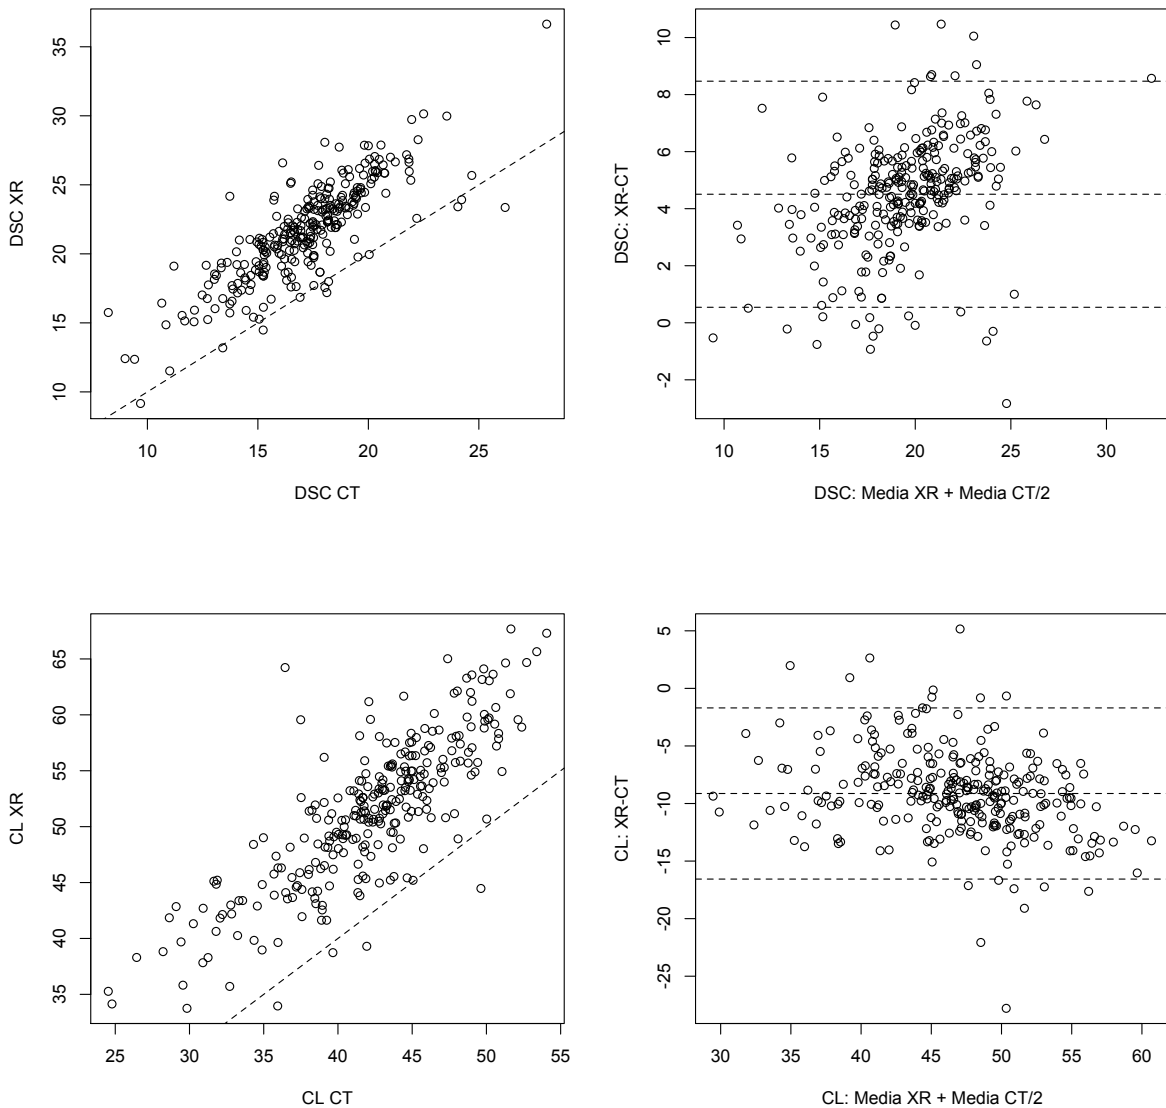 35
30
25
20
15
10
DSC XR
10 15 20 25
DSC CT
10
8
6
4
2
0
−2
DSC: XR-CT
10 15 20 25 30
DSC: Media XR + Media CT/2
65
60
55
50
45
40
35
CL XR
25 30 35 40 45 50 55
CL CT
5
0
−5
−10
−15
−20
−25
CL: XR-CT
30 35 40 45 50 55 60
CL: Media XR + Media CT/2